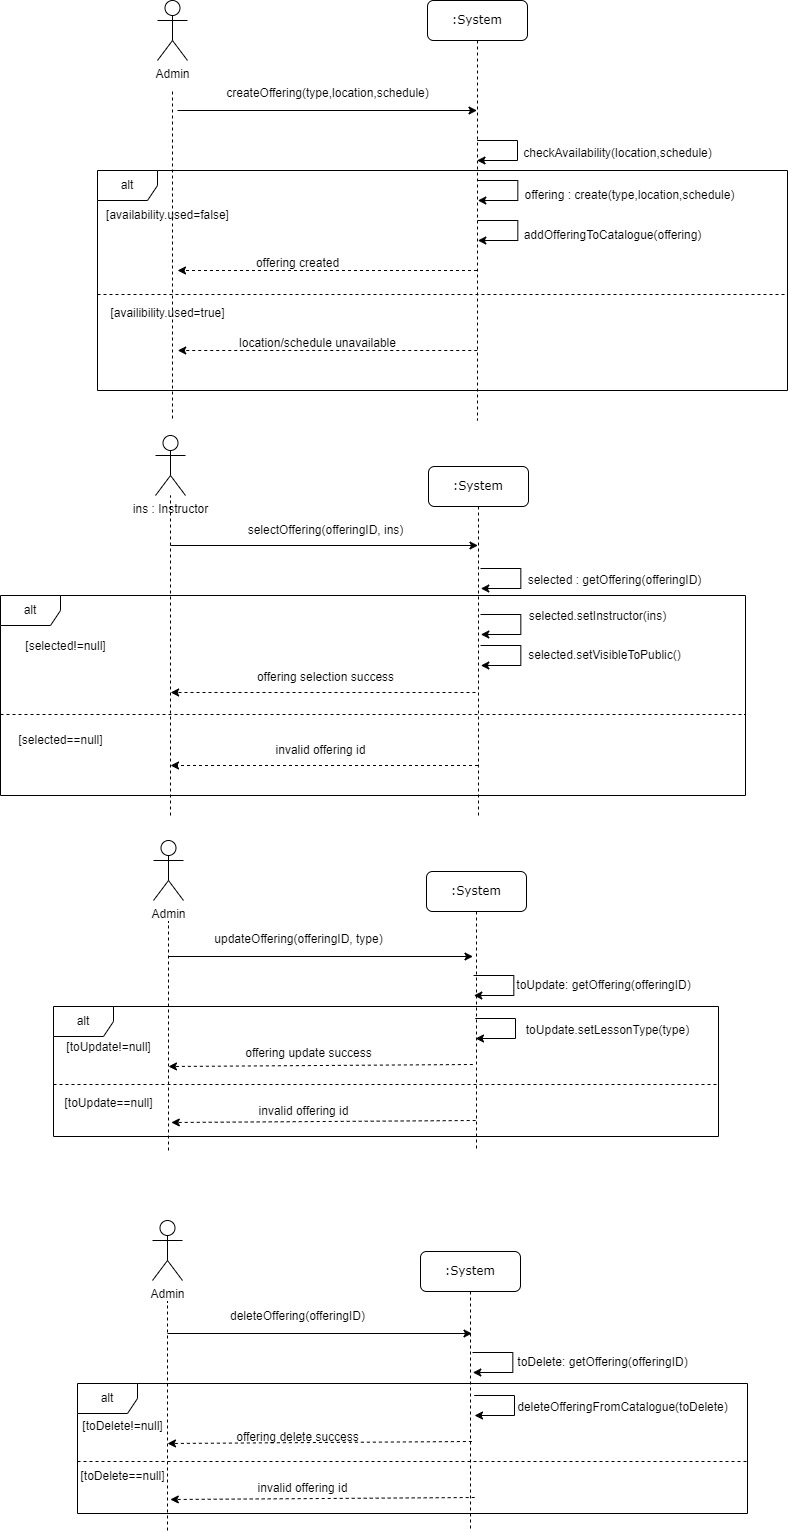 :System
Admin
createOffering(type,location,schedule)
checkAvailability(location,schedule)
alt
offering : create(type,location,schedule)
[availability.used=false]
addOfferingToCatalogue(offering)
offering created
[availibility.used=true]
location/schedule unavailable
:System
ins : Instructor
selectOffering(offeringID, ins)
selected : getOffering(offeringID)
alt
selected.setInstructor(ins)
[selected!=null]
selected.setVisibleToPublic()
offering selection success
[selected==null]
invalid offering id
:System
Admin
updateOffering(offeringID, type)
toUpdate: getOffering(offeringID)
alt
toUpdate.setLessonType(type)
[toUpdate!=null]
offering update success
[toUpdate==null]
invalid offering id
:System
Admin
deleteOffering(offeringID)
toDelete: getOffering(offeringID)
alt
deleteOfferingFromCatalogue(toDelete)
[toDelete!=null]
offering delete success
[toDelete==null]
invalid offering id